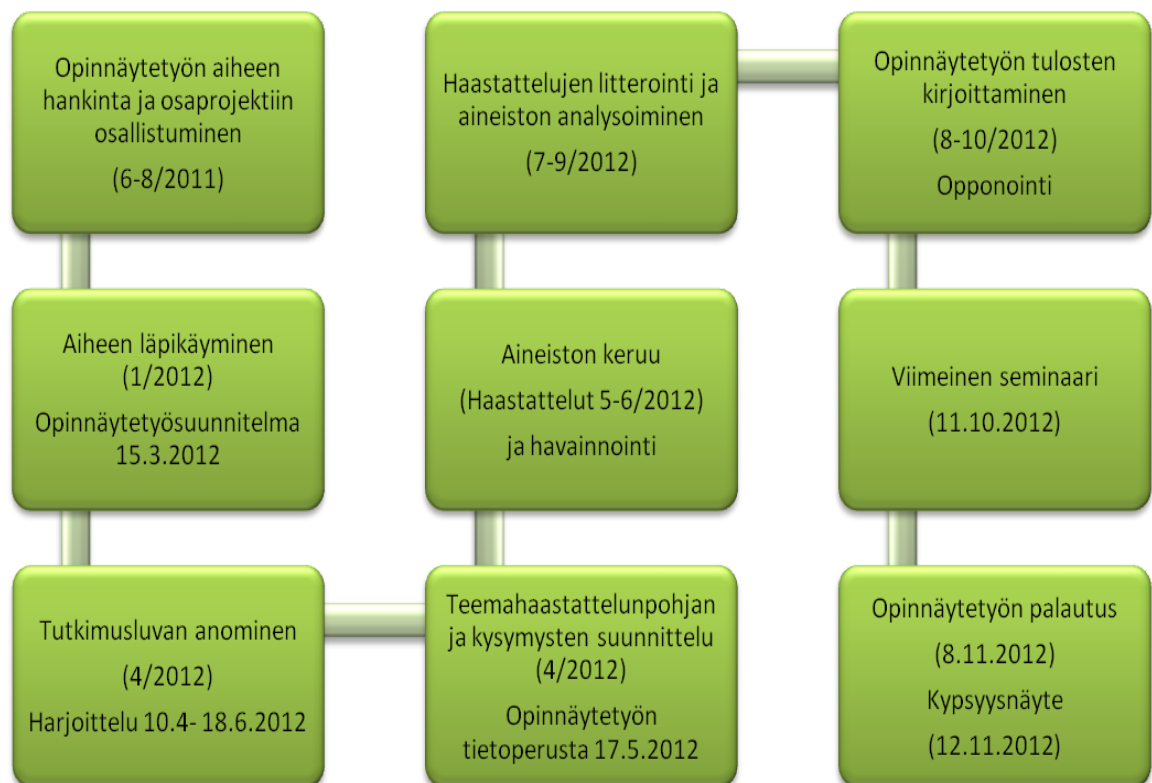 Opinnäytetyön aiheen
hankinta ja osaprojektiin
osallistuminen
(6-8/2011)
Aiheen läpikäyminen
(1/2012)
Opinnäytetyösuunnitelma
15.3.2012
Tutkimusluvan anominen
(4/2012)
Harjoittelu 10.4- 18.6.2012
Teemahaastattelunpohjan
ja kysymysten suunnittelu
(4/2012)
Opinnäytetyön
tietoperusta 17.5.2012
Aineiston keruu
(Haastattelut 5-6/2012)
ja havainnointi
Haastattelujen litterointi ja
aineiston analysoiminen
(7-9/2012)
Opinnäytetyön tulosten
kirjoittaminen
(8-10/2012)
Opponointi
Viimeinen seminaari
(11.10.2012)
Opinnäytetyön palautus
(8.11.2012)
Kypsyysnäyte
(12.11.2012)